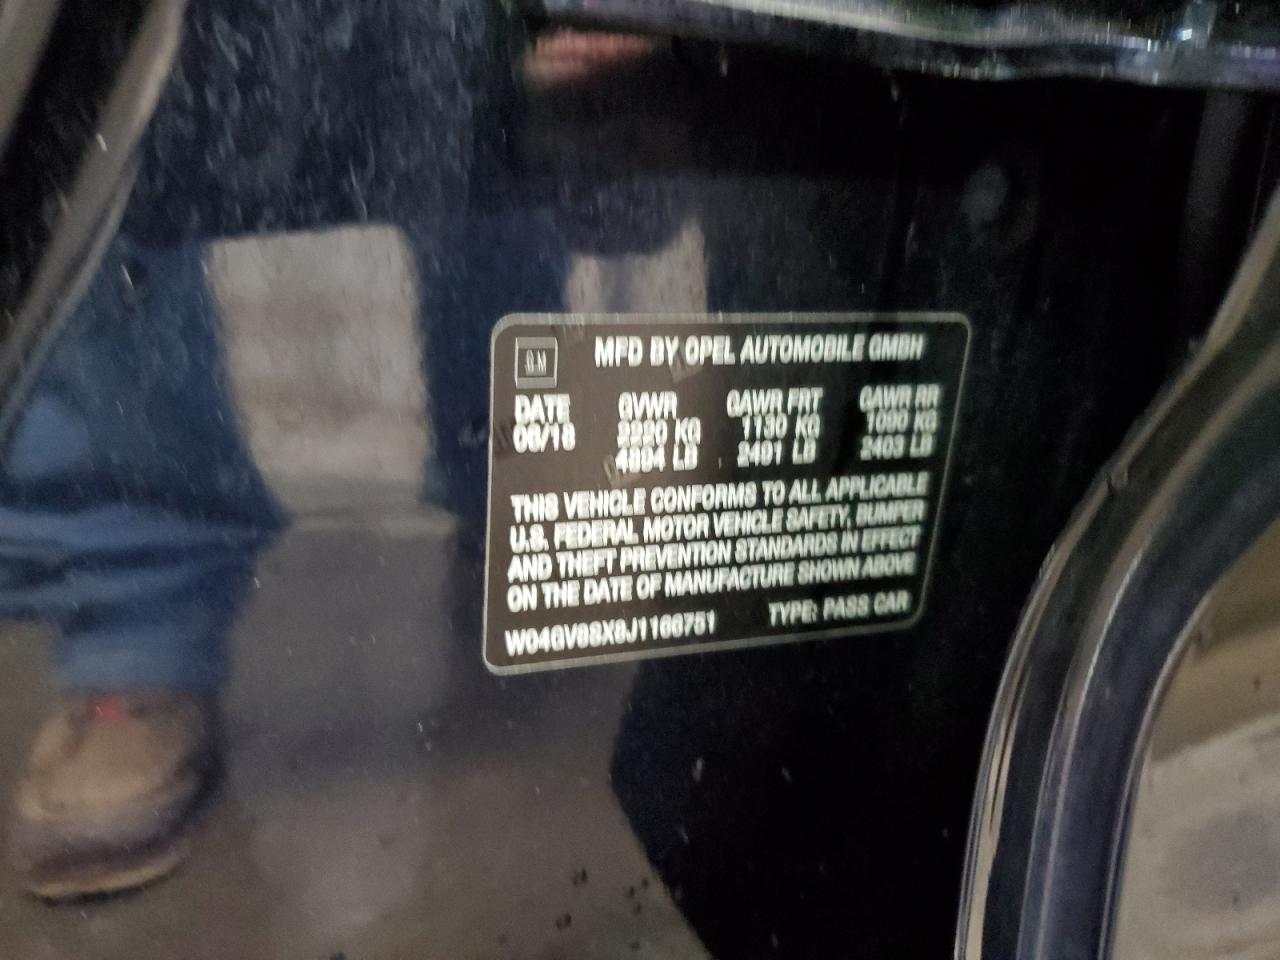 GM
MFD BY OPEL AUTOMOBILE GMBH
DATE GVWR GAWR FRT GAWR RR
06/18 2220 KG 1130 KG 1090 KG
4894 LB 2491 LB 2403 LB
THIS VEHICLE CONFORMS TO ALL APPLICABLE
U.S. FEDERAL MOTOR VEHICLE SAFETY, BUMPER
AND THEFT PREVENTION STANDARDS IN EFFECT
ON THE DATE OF MANUFACTURE SHOWN ABOVE
W04GV8SX8J1166751 TYPE: PASS CAR